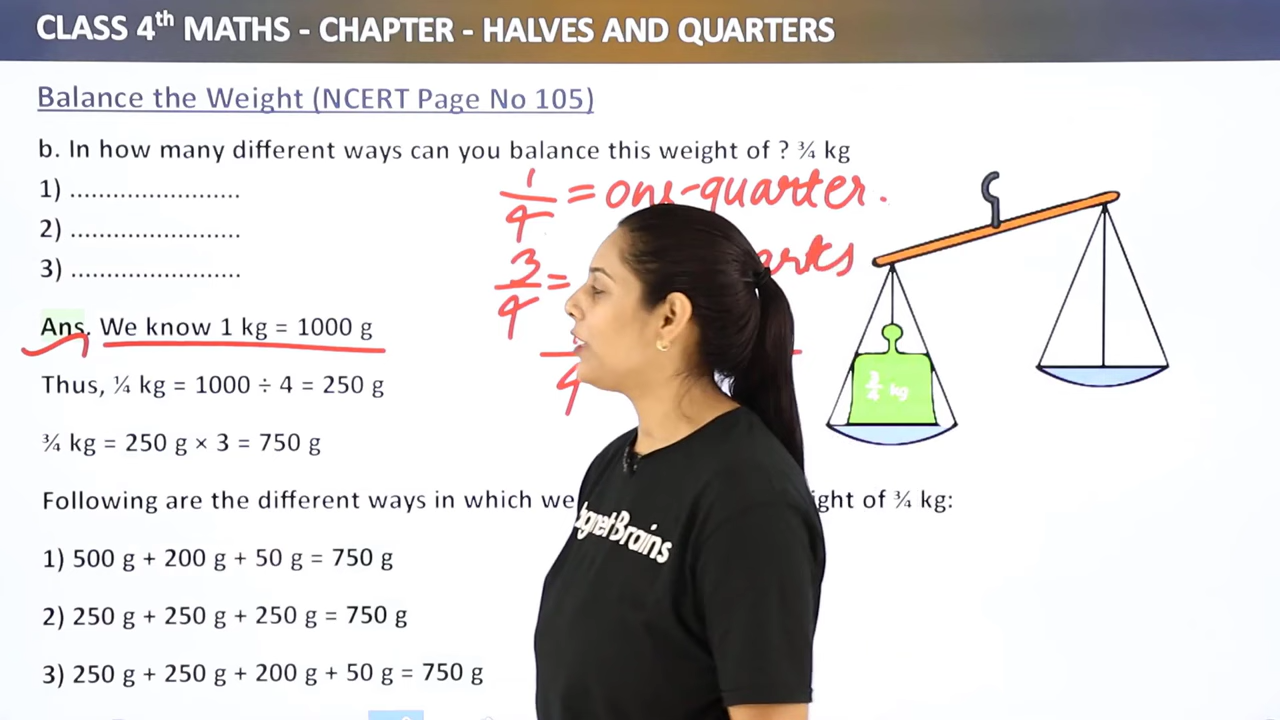 CLASS 4th MATHS - CHAPTER - HALVES AND QUARTERS
Balance the Weight (NCERT Page No 105)
b. In how many different ways can you balance this weight of ? ¾ kg
1) ........................
2) ........................
3) ........................
1/4 = one-quarter.
3/4 =
Ans. We know 1 kg = 1000 g
4
Thus, ¼ kg = 1000 ÷ 4 = 250 g
¾ kg = 250 g × 3 = 750 g
3/4 kg
Following are the different ways in which we ¾ kg:
1) 500 g + 200 g + 50 g = 750 g
2) 250 g + 250 g + 250 g = 750 g
3) 250 g + 250 g + 200 g + 50 g = 750 g